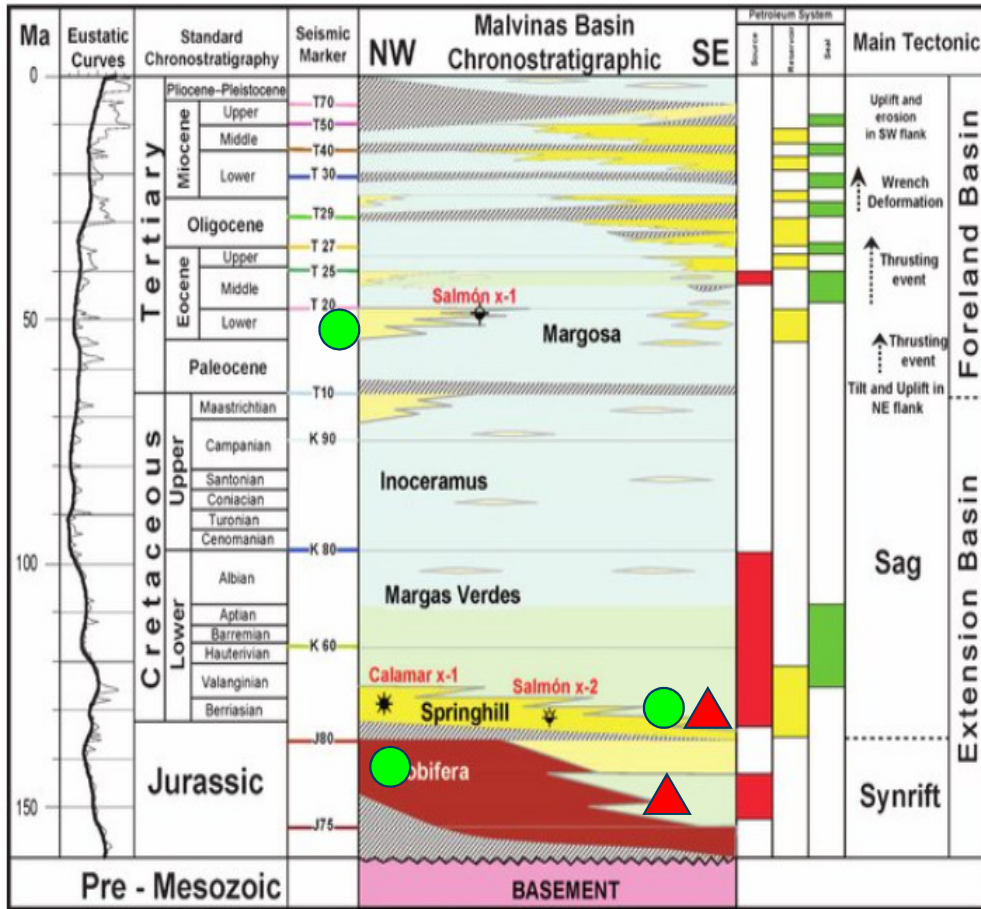 Ma
Eustatic
Curves
Standard
Chronostratigraphy
Seismic
Marker
Malvinas Basin
Chronostratigraphic
NW
SE
Petroleum System
Source
Reservoir
Seal
Main Tectonic
0
50
100
150
Tertiary
Cretaceous
Upper
Lower
Jurassic
Pre - Mesozoic
Pliocene-Pleistocene
Miocene
Upper
Middle
Lower
Oligocene
Eocene
Upper
Middle
Lower
Paleocene
Maastrichtian
Campanian
Santonian
Coniacian
Turonian
Cenomanian
Albian
Aptian
Barremian
Hauterivian
Valanginian
Berriasian
T70
T50
T40
T 30
T29
T 27
T 25
T 20
T10
K 90
K 80
K 60
J80
J75
Salmón x-1
Margosa
Inoceramus
Margas Verdes
Calamar x-1
Salmón x-2
Springhill
obifera
BASEMENT
Uplift and
erosion
in SW flank
Wrench
Deformation
Thrusting
event
Thrusting
event
Tilt and Uplift in
NE flank
Sag
Synrift
Foreland Basin
Extension Basin